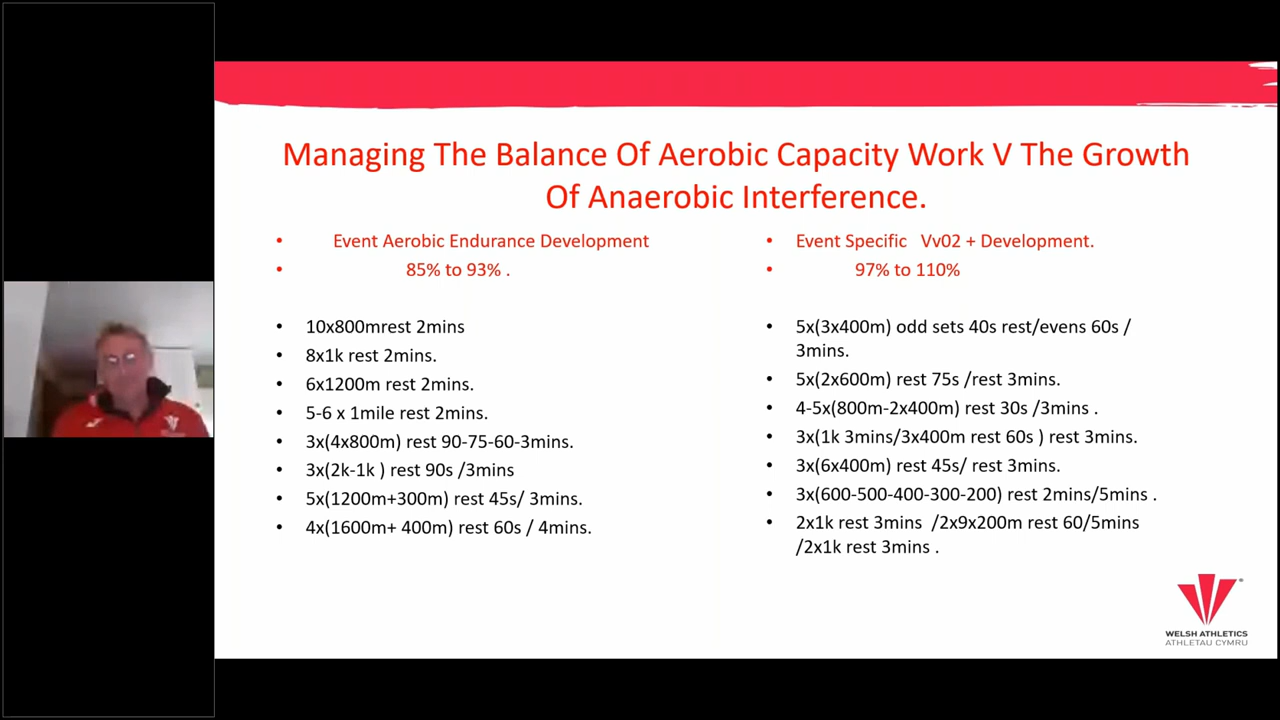 Managing The Balance Of Aerobic Capacity Work V The Growth
Of Anaerobic Interference.
• Event Aerobic Endurance Development
• 85% to 93% .
• 10x800mrest 2mins
• 8x1k rest 2mins.
• 6x1200m rest 2mins.
• 5-6 x 1mile rest 2mins.
• 3x(4x800m) rest 90-75-60-3mins.
• 3x(2k-1k ) rest 90s /3mins
• 5x(1200m+300m) rest 45s/ 3mins.
• 4x(1600m+ 400m) rest 60s / 4mins.
• Event Specific Vv02 + Development.
• 97% to 110%
• 5x(3x400m) odd sets 40s rest/evens 60s /
3mins.
• 5x(2x600m) rest 75s /rest 3mins.
• 4-5x(800m-2x400m) rest 30s /3mins .
• 3x(1k 3mins/3x400m rest 60s ) rest 3mins.
• 3x(6x400m) rest 45s/ rest 3mins.
• 3x(600-500-400-300-200) rest 2mins/5mins .
• 2x1k rest 3mins /2x9x200m rest 60/5mins
/2x1k rest 3mins .
WELSH ATHLETICS
ATHLETAU CYMRU